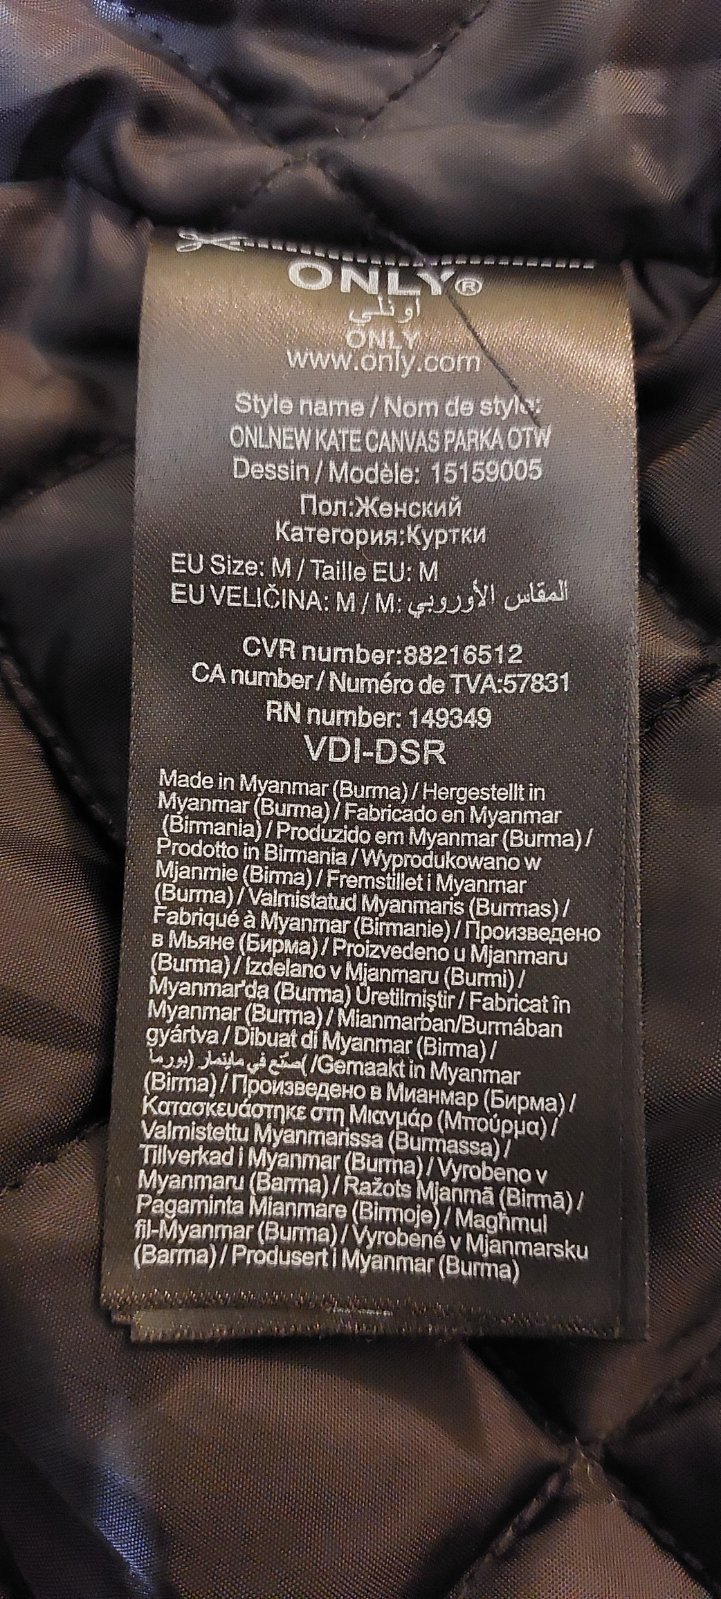 ONLY®
اونلي
ONLY
www.only.com
Style name / Nom de style:
ONLNEW KATE CANVAS PARKA OTW
Dessin / Modèle: 15159005
Пол:Женский
Категория:Куртки
EU Size: M / Taille EU: M
EU VELIČINA: M / M: المقاس الأوروبي
CVR number:88216512
CA number / Numéro de TVA:57831
RN number: 149349
VDI-DSR
Made in Myanmar (Burma) / Hergestellt in
Myanmar (Burma) / Fabricado en Myanmar
(Birmania) / Produzido em Myanmar (Burma) /
Prodotto in Birmania / Wyprodukowano w
Mjanmie (Birma) / Fremstillet i Myanmar
(Burma) / Valmistatud Myanmaris (Burmas) /
Fabriqué à Myanmar (Birmanie) / Произведено
в Мьяне (Бирма) / Proizvedeno u Mjanmaru
(Burma) / Izdelano v Mjanmaru (Burmi) /
Myanmar'da (Burma) Üretilmiştir / Fabricat în
Myanmar (Burma) / Mianmarban/Burmában
gyártva / Dibuat di Myanmar (Birma) /
صنع في ماينمار (بورما) /Gemaakt in Myanmar
(Birma) / Произведено в Мианмар (Бирма) /
Κατασκευάστηκε στη Μιανμάρ (Μπούρμα) /
Valmistettu Myanmarissa (Burmassa) /
Tillverkad i Myanmar (Burma) / Vyrobeno v
Myanmaru (Barma) / Ražots Mjanmā (Birmā) /
Pagaminta Mianmare (Birmoje) / Magħmul
fil-Myanmar (Burma) / Vyrobené v Mjanmarsku
(Barma) / Produsert i Myanmar (Burma)